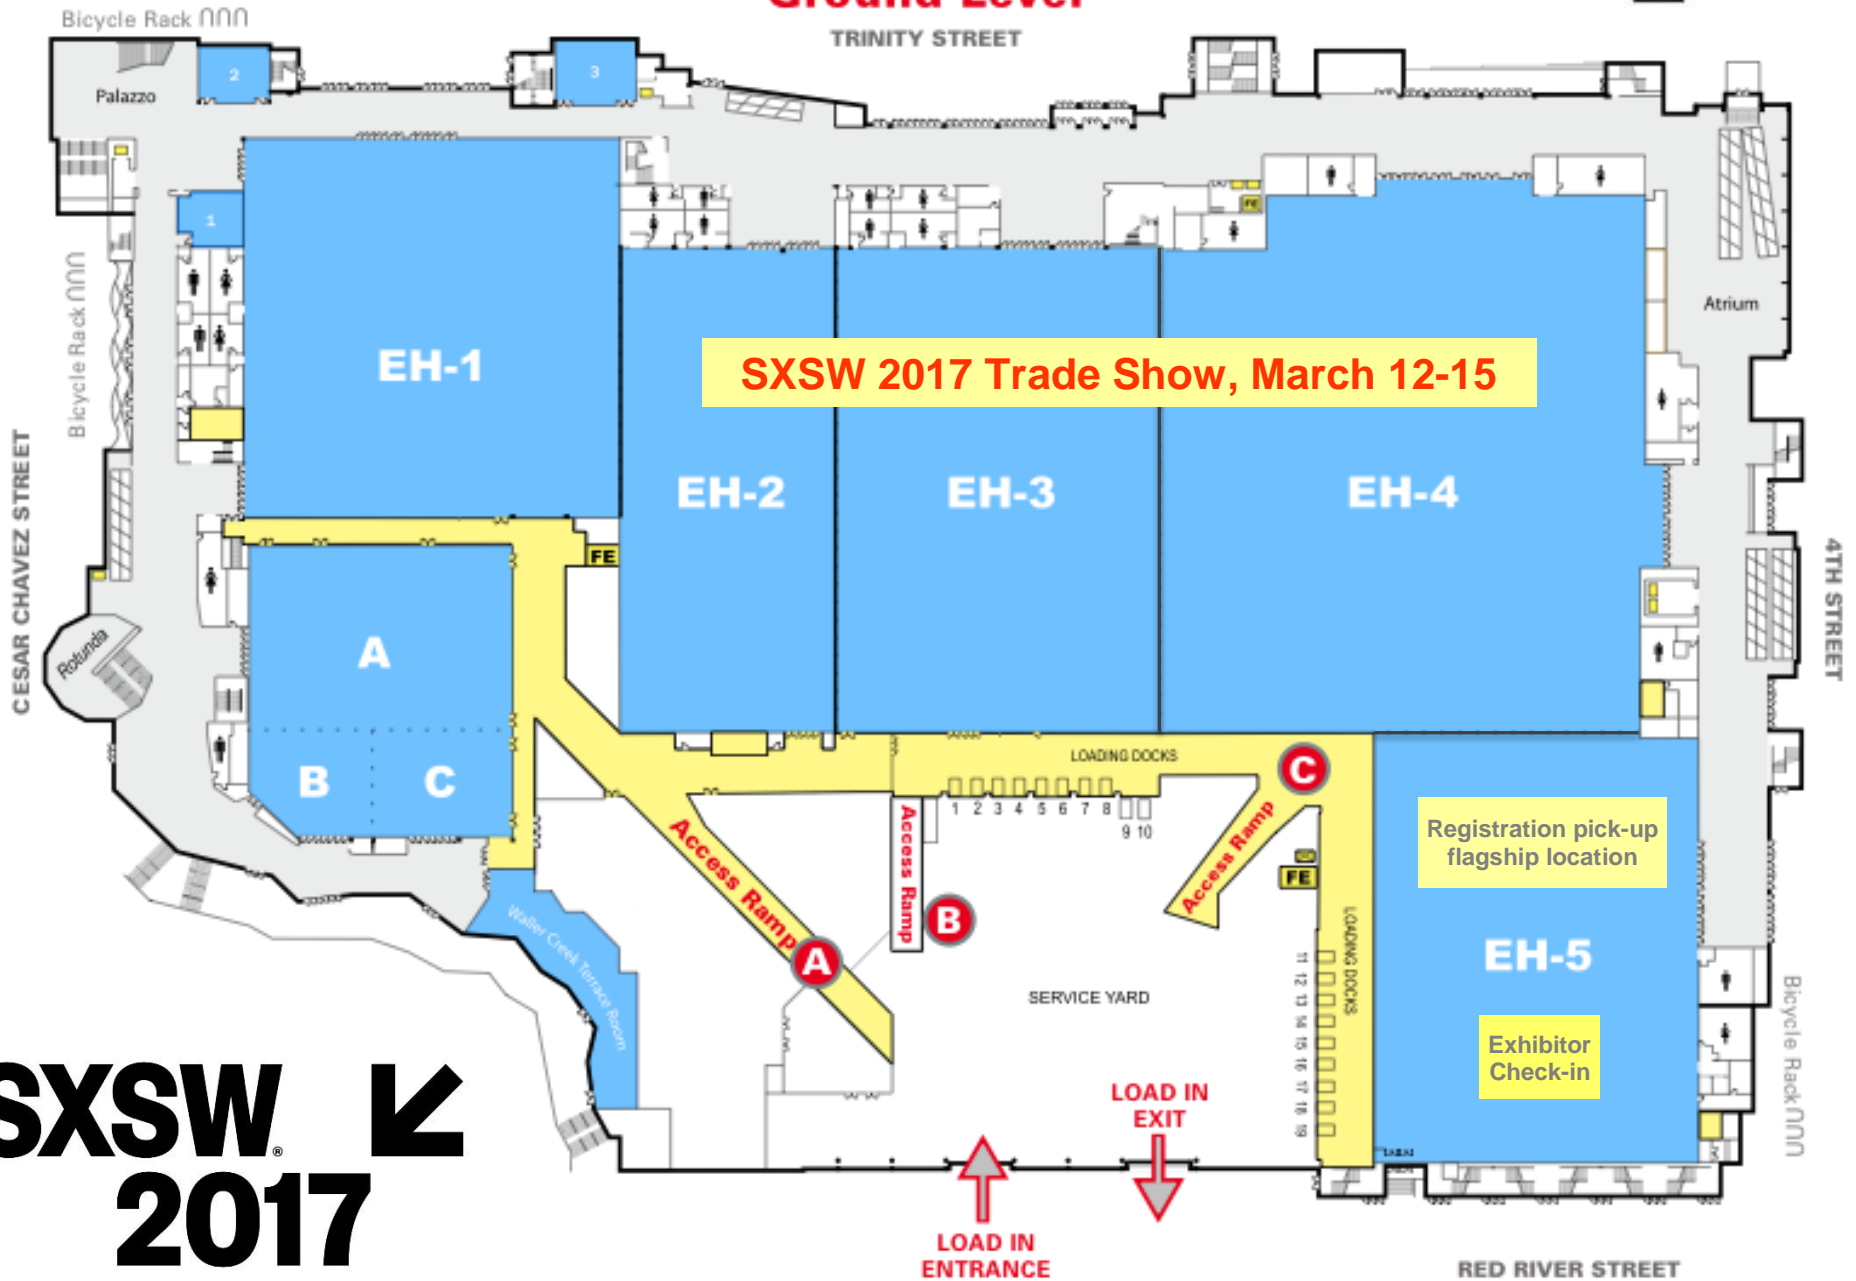 Ground Level
TRINITY STREET
Bicycle Rack
Palazzo
2
3
1
Bicycle Rack
Atrium
EH-1
SXSW 2017 Trade Show, March 12-15
EH-2
EH-3
EH-4
CESAR CHAVEZ STREET
4TH STREET
FE
FE
Rotunda
A
B
C
LOADING DOCKS
C
1 2 3 4 5 6 7 8
9 10
Access Ramp
Access Ramp
Access Ramp
A
B
FE
Registration pick-up
flagship location
LOADING DOCKS
EH-5
Waller Creek Terrace Room
SERVICE YARD
11
12
13
14
15
16
17
18
19
Exhibitor
Check-in
Bicycle Rack
LOAD IN
EXIT
LOAD IN
ENTRANCE
RED RIVER STREET
SXSW®
2017